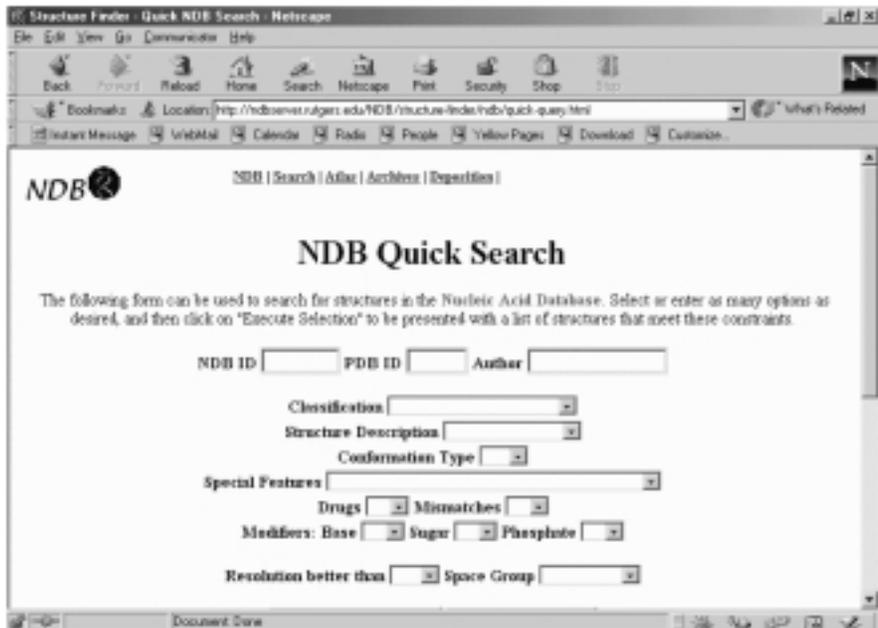 Structure Finder - Quick NDB Search - Netscape
File Edit View Go Communicator Help
Back Forward Reload Home Search Netscape Print Security Shop Stop
Bookmarks Location: http://ndbserver.rutgers.edu/NDB/structure-finder/ndb/quick-query.html What's Related
Instant Message WebMail Calendar Radio People Yellow Pages Download Customize...
NDB
NDB | Search | Atlas | Archives | Deposition |
N
NDB Quick Search
The following form can be used to search for structures in the Nucleic Acid Database. Select or enter as many options as
desired, and then click on "Execute Selection" to be presented with a list of structures that meet these constraints.
NDB ID PDB ID Author
Classification
Structure Description
Conformation Type
Special Features
Drugs Mismatches
Modifiers: Base Sugar Phosphate
Resolution better than Space Group
Document: Done